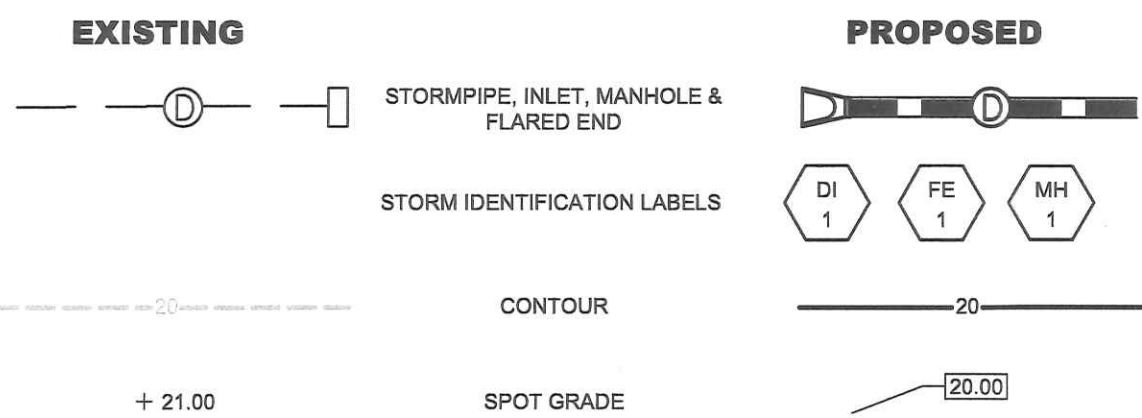 EXISTING
PROPOSED
D
STORMPIPE, INLET, MANHOLE &
FLARED END
D
STORM IDENTIFICATION LABELS
DI
1
FE
1
MH
1
20
CONTOUR
20
+ 21.00
SPOT GRADE
20.00